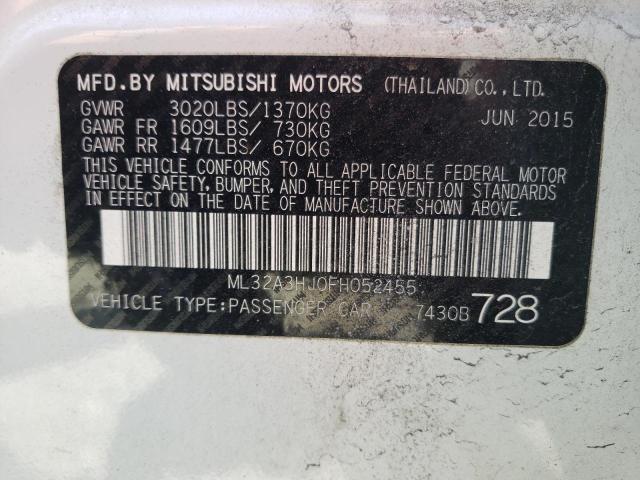 MFD.BY MITSUBISHI MOTORS (THAILAND)CO.,LTD.
GVWR 3020LBS/1370KG JUN 2015
GAWR FR 1609LBS/ 730KG
GAWR RR 1477LBS/ 670KG
THIS VEHICLE CONFORMS TO ALL APPLICABLE FEDERAL MOTOR
VEHICLE SAFETY, BUMPER, AND THEFT PREVENTION STANDARDS
IN EFFECT ON THE DATE OF MANUFACTURE SHOWN ABOVE.
ML32A3HJ0FH052455
VEHICLE TYPE:PASSENGER CAR 7430B 728